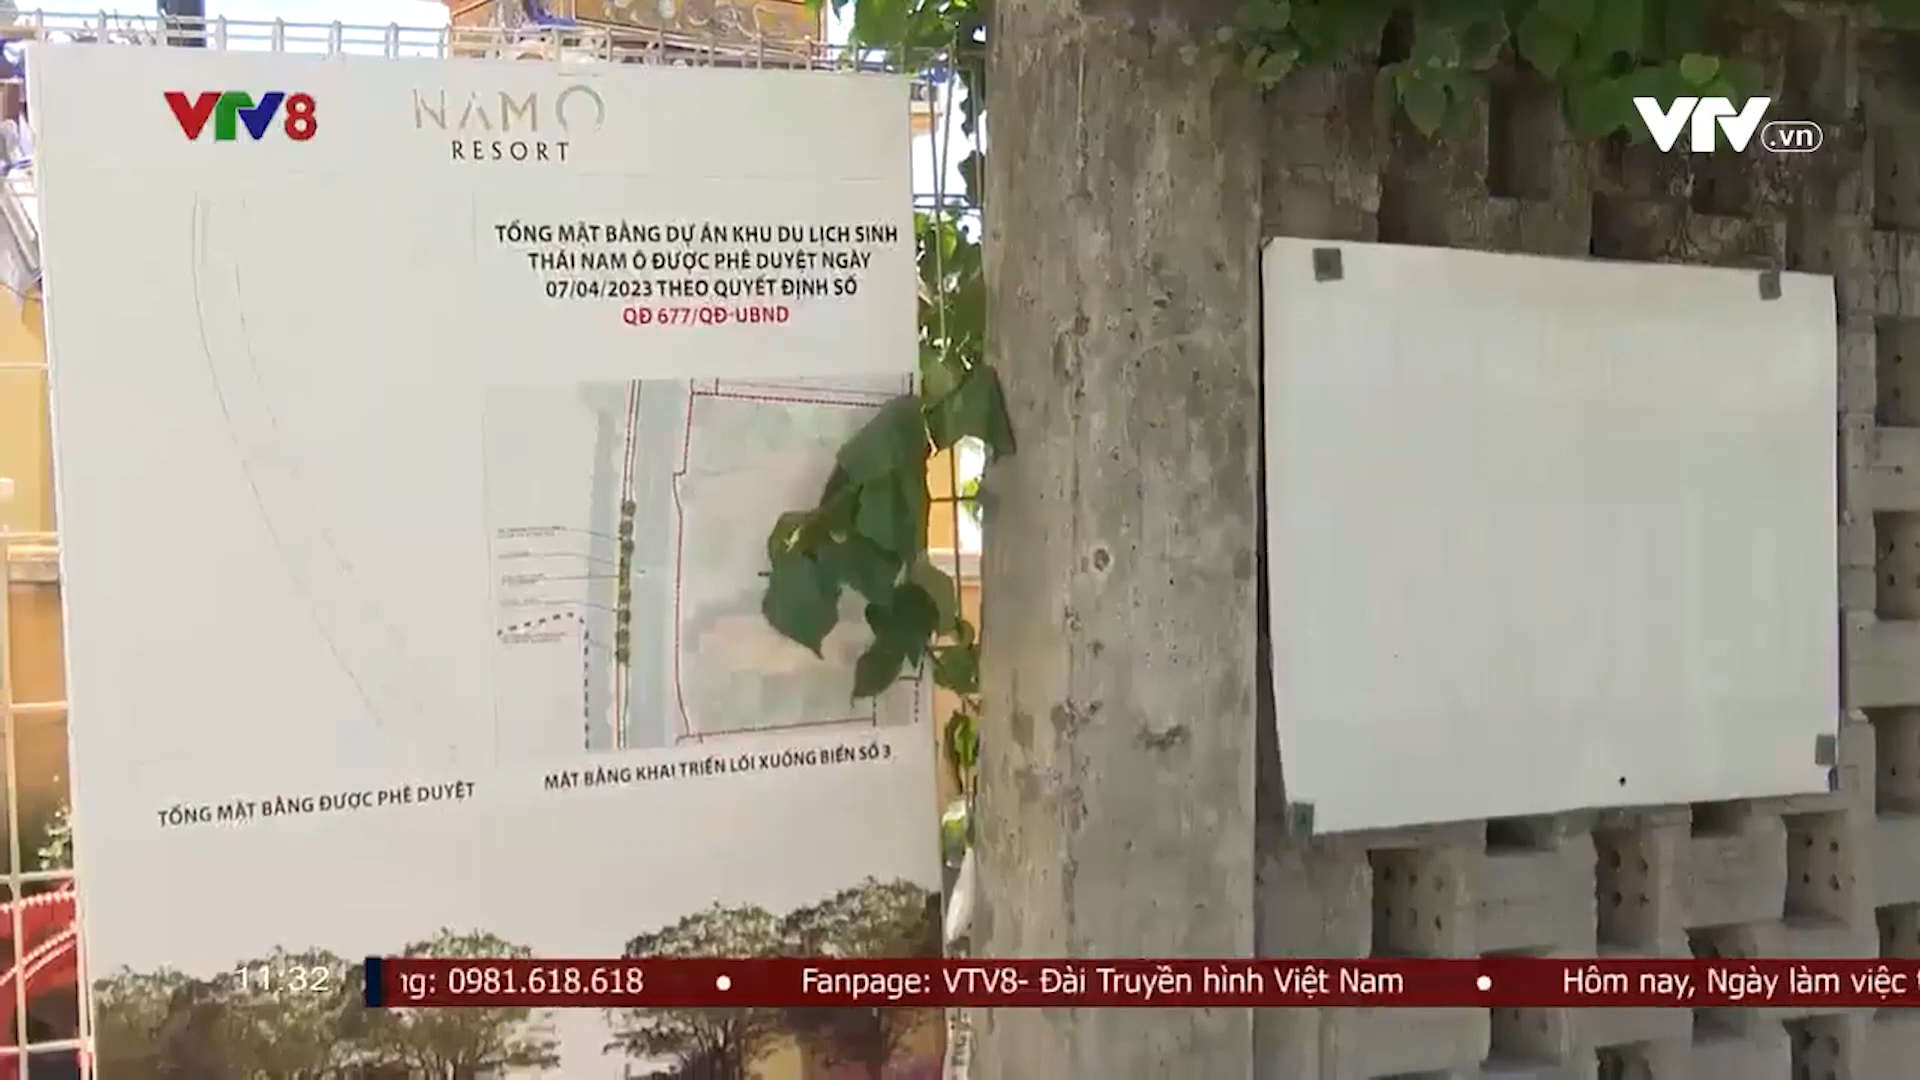 VTV8
NAM Ô
RESORT
VTV.vn
TỔNG MẶT BẰNG DỰ ÁN KHU DU LỊCH SINH
THÁI NAM Ô ĐƯỢC PHÊ DUYỆT NGÀY
07/04/2023 THEO QUYẾT ĐỊNH SỐ
QĐ 677/QĐ-UBND
TỔNG MẶT BẰNG ĐƯỢC PHÊ DUYỆT
MẶT BẰNG KHAI TRIỂN LỐI XUỐNG BIỂN SỐ 3
11:32
ng: 0981.618.618 • Fanpage: VTV8- Đài Truyền hình Việt Nam • Hôm nay, Ngày làm việc